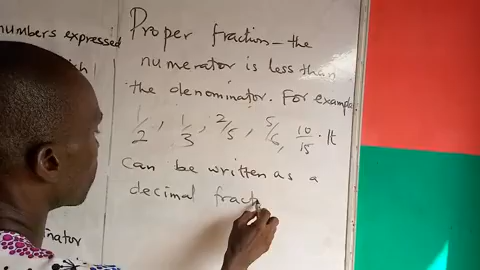 numbers expressed
Proper fraction – the
numerator is less than
the denominator. For example
1/2, 1/3, 2/5, 5/6, 10/15. It
can be written as a
decimal fract